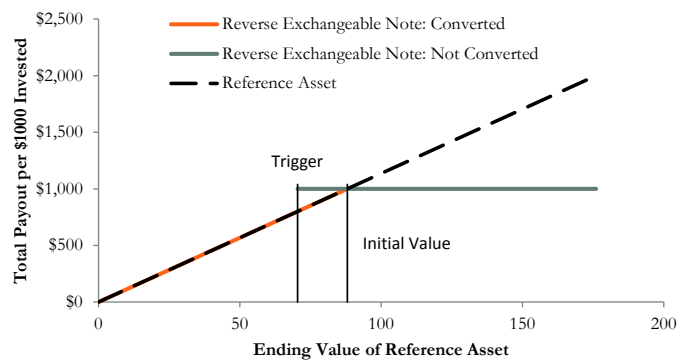 Reverse Exchangeable Note: Converted
Reverse Exchangeable Note: Not Converted
Reference Asset
Total Payout per $1000 Invested
$2,500
$2,000
$1,500
$1,000
$500
$0
Trigger
Initial Value
0
50
100
150
200
Ending Value of Reference Asset